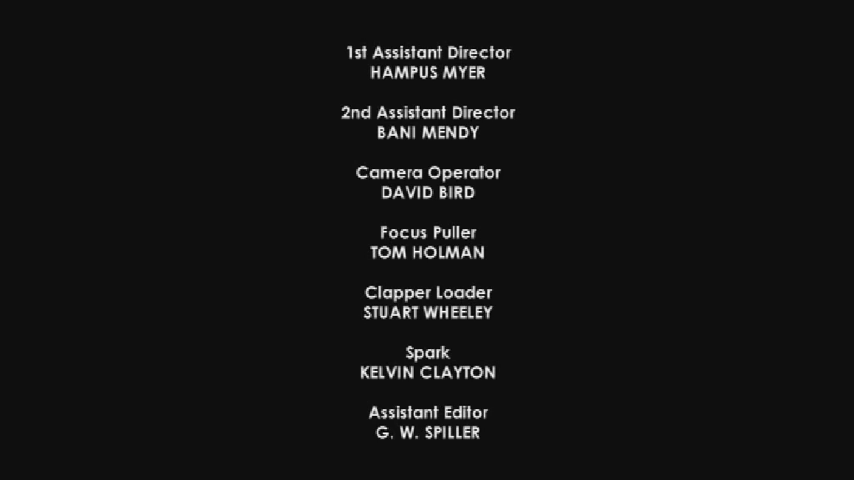 1st Assistant Director
HAMPUS MYER
2nd Assistant Director
BANI MENDY
Camera Operator
DAVID BIRD
Focus Puller
TOM HOLMAN
Clapper Loader
STUART WHEELEY
Spark
KELVIN CLAYTON
Assistant Editor
G. W. SPILLER